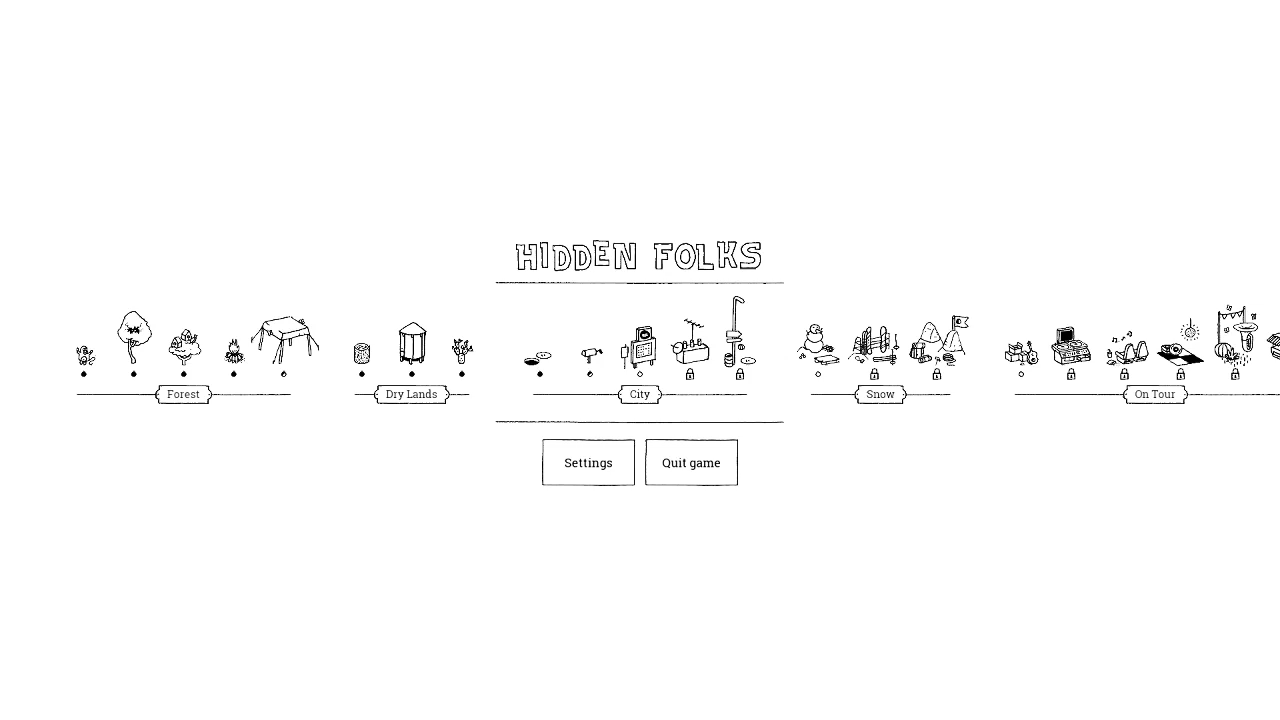 HIDDEN FOLKS
Forest
Dry Lands
City
Snow
On Tour
Settings
Quit game